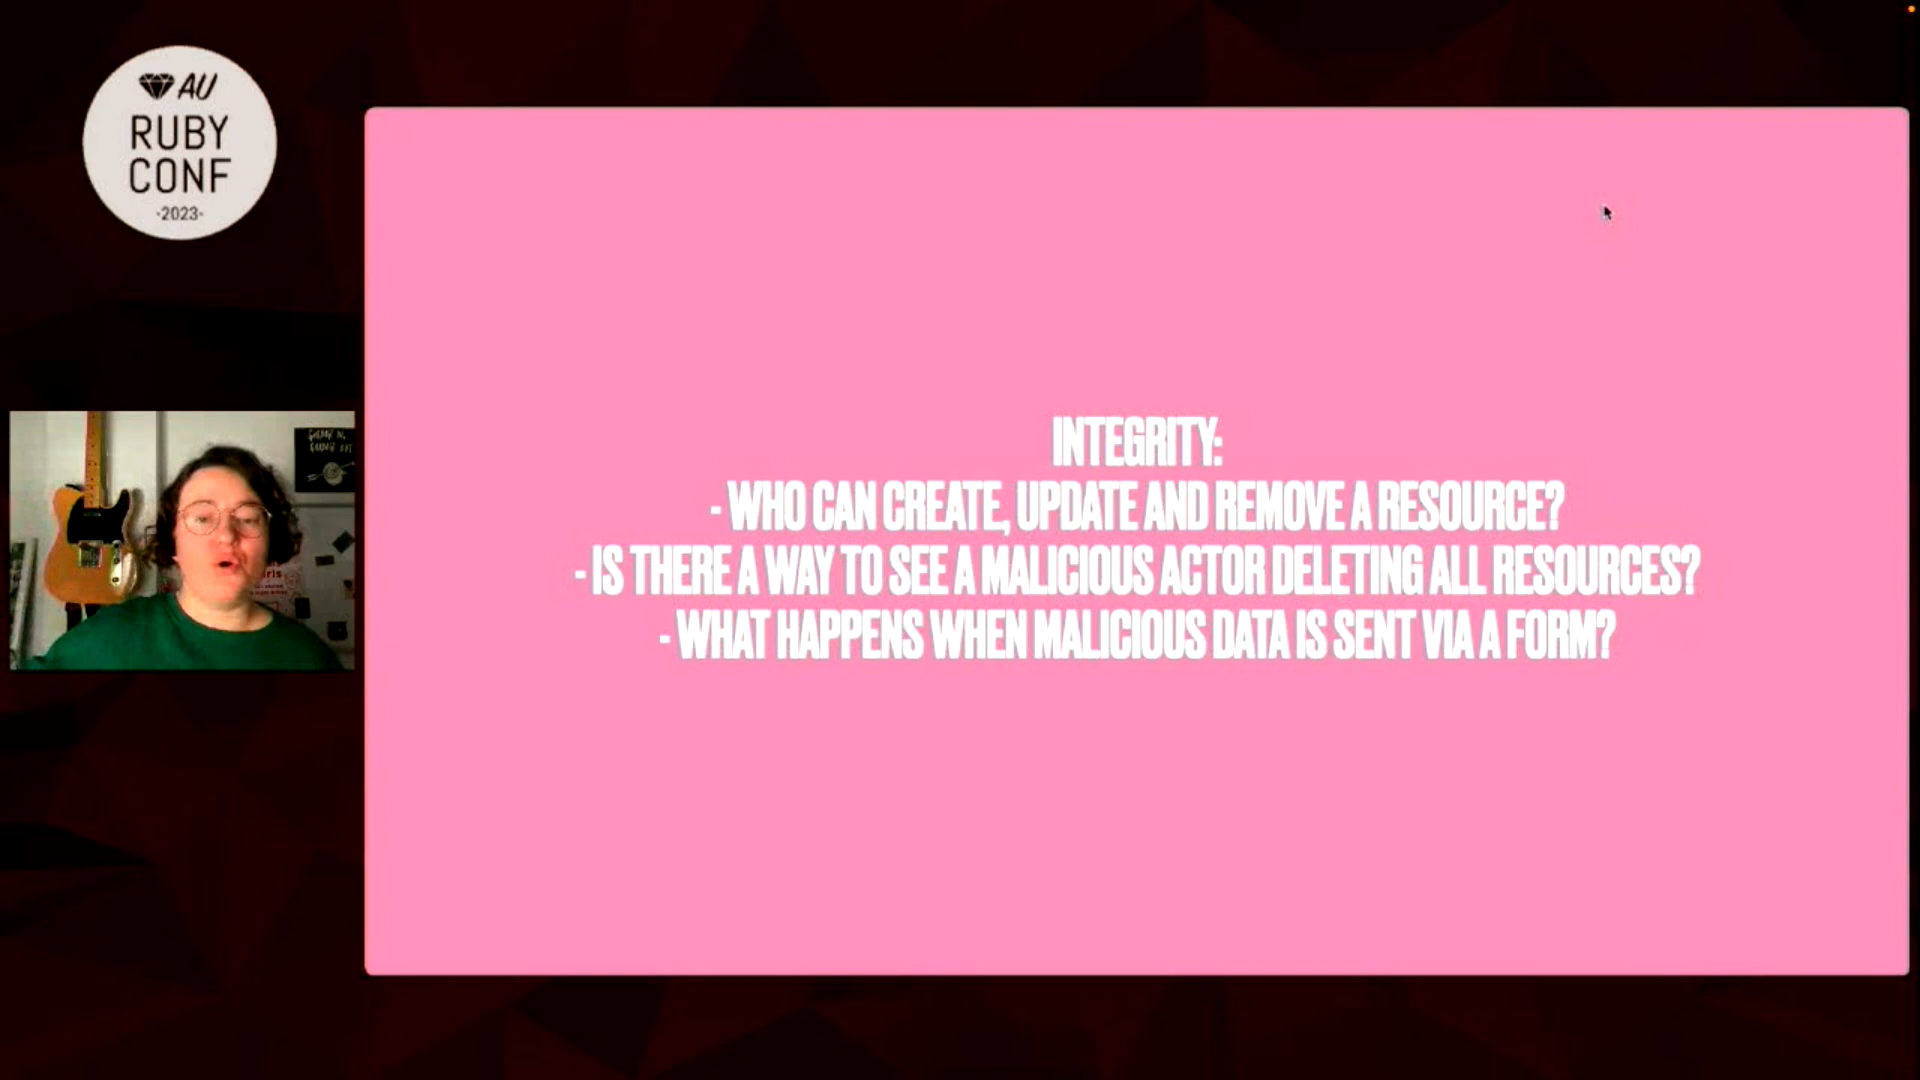 AU
RUBY
CONF
-2023-
INTEGRITY:
- WHO CAN CREATE, UPDATE AND REMOVE A RESOURCE?
- IS THERE A WAY TO SEE A MALICIOUS ACTOR DELETING ALL RESOURCES?
- WHAT HAPPENS WHEN MALICIOUS DATA IS SENT VIA A FORM?